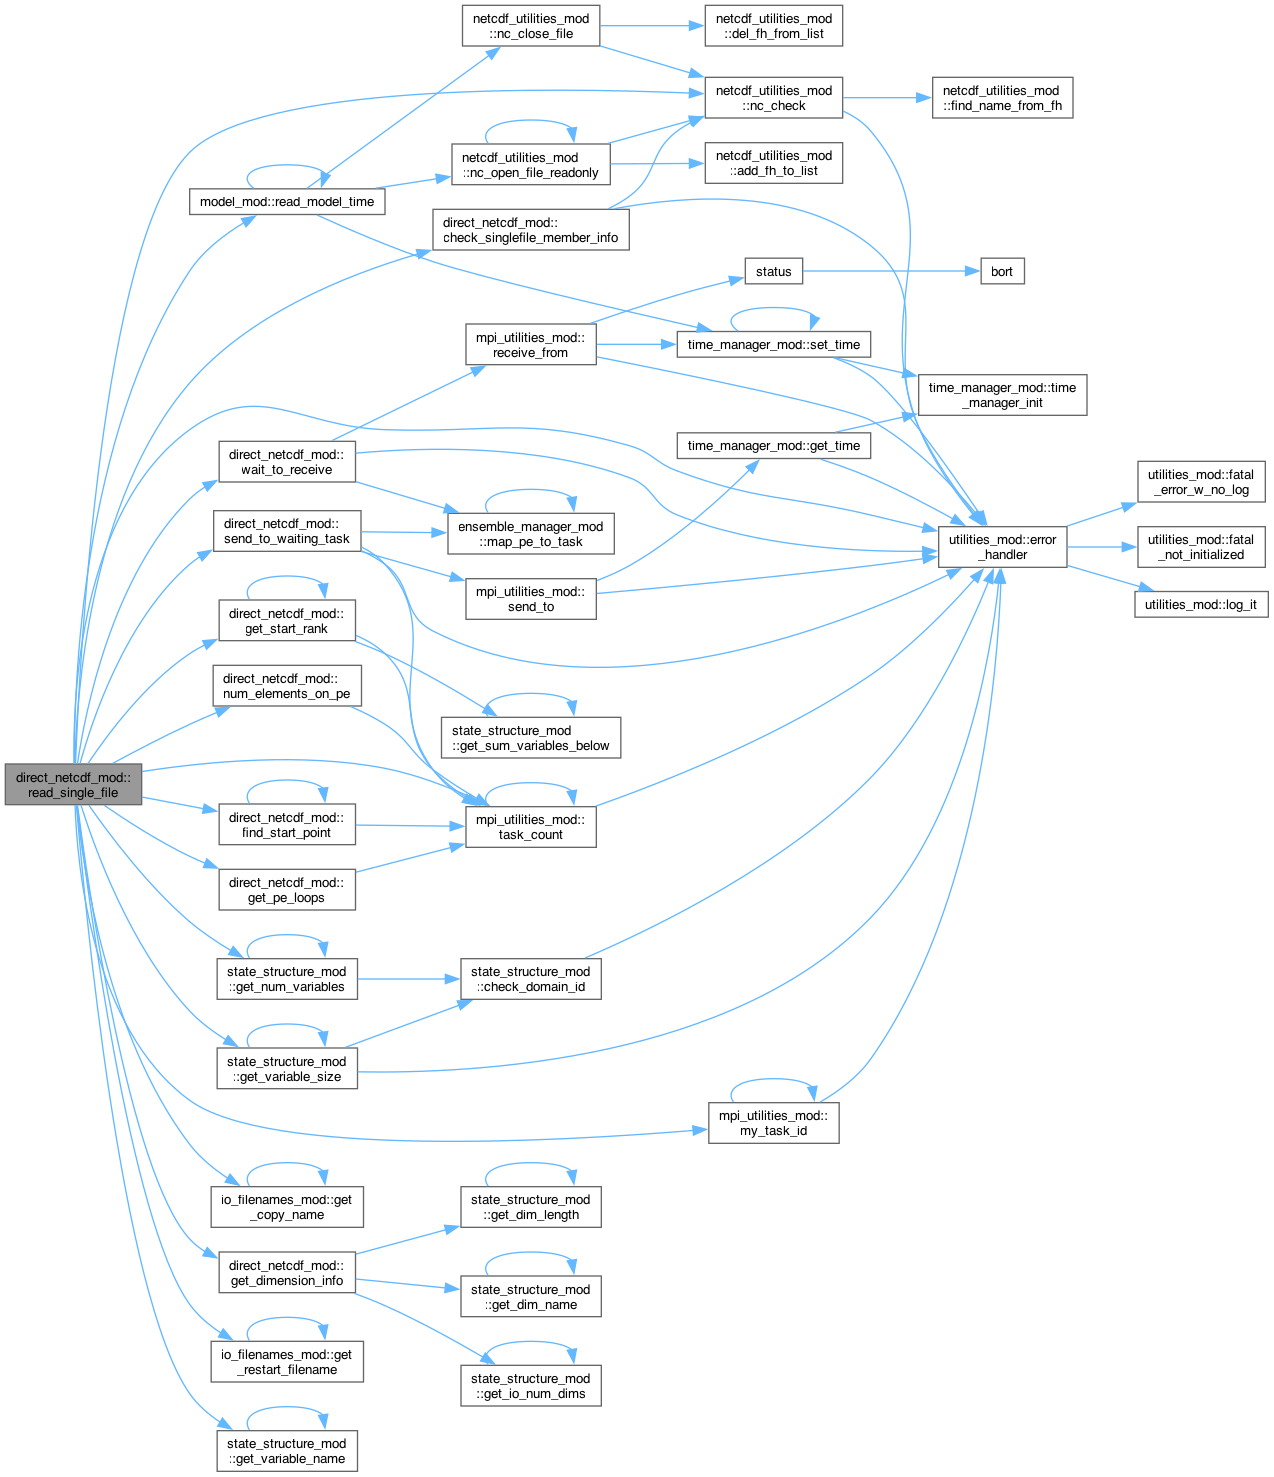 netcdf_utilities_mod
::nc_close_file
netcdf_utilities_mod
::del_fh_from_list
netcdf_utilities_mod
::nc_check
netcdf_utilities_mod
::find_name_from_fh
netcdf_utilities_mod
::nc_open_file_readonly
netcdf_utilities_mod
::add_fh_to_list
model_mod::read_model_time
direct_netcdf_mod::
check_singlefile_member_info
status
bort
mpi_utilities_mod::
receive_from
time_manager_mod::set_time
time_manager_mod::time
_manager_init
direct_netcdf_mod::
wait_to_receive
time_manager_mod::get_time
utilities_mod::fatal
_error_w_no_log
direct_netcdf_mod::
send_to_waiting_task
ensemble_manager_mod
::map_pe_to_task
utilities_mod::error
_handler
utilities_mod::fatal
_not_initialized
mpi_utilities_mod::
send_to
utilities_mod::log_it
direct_netcdf_mod::
get_start_rank
direct_netcdf_mod::
num_elements_on_pe
state_structure_mod
::get_sum_variables_below
direct_netcdf_mod::
read_single_file
direct_netcdf_mod::
find_start_point
mpi_utilities_mod::
task_count
direct_netcdf_mod::
get_pe_loops
state_structure_mod
::get_num_variables
state_structure_mod
::check_domain_id
state_structure_mod
::get_variable_size
mpi_utilities_mod::
my_task_id
io_filenames_mod::get
_copy_name
state_structure_mod
::get_dim_length
direct_netcdf_mod::
get_dimension_info
state_structure_mod
::get_dim_name
io_filenames_mod::get
_restart_filename
state_structure_mod
::get_io_num_dims
state_structure_mod
::get_variable_name